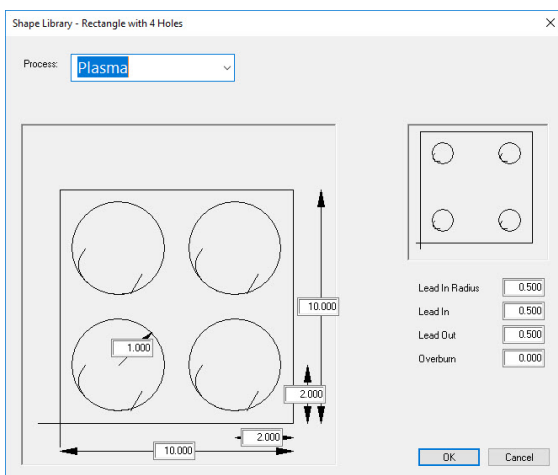 Shape Library - Rectangle with 4 Holes
Process:
Plasma
10.000
1.000
2.000
2.000
10.000
Lead In Radius 0.500
Lead In 0.500
Lead Out 0.500
Overburn 0.000
OK Cancel